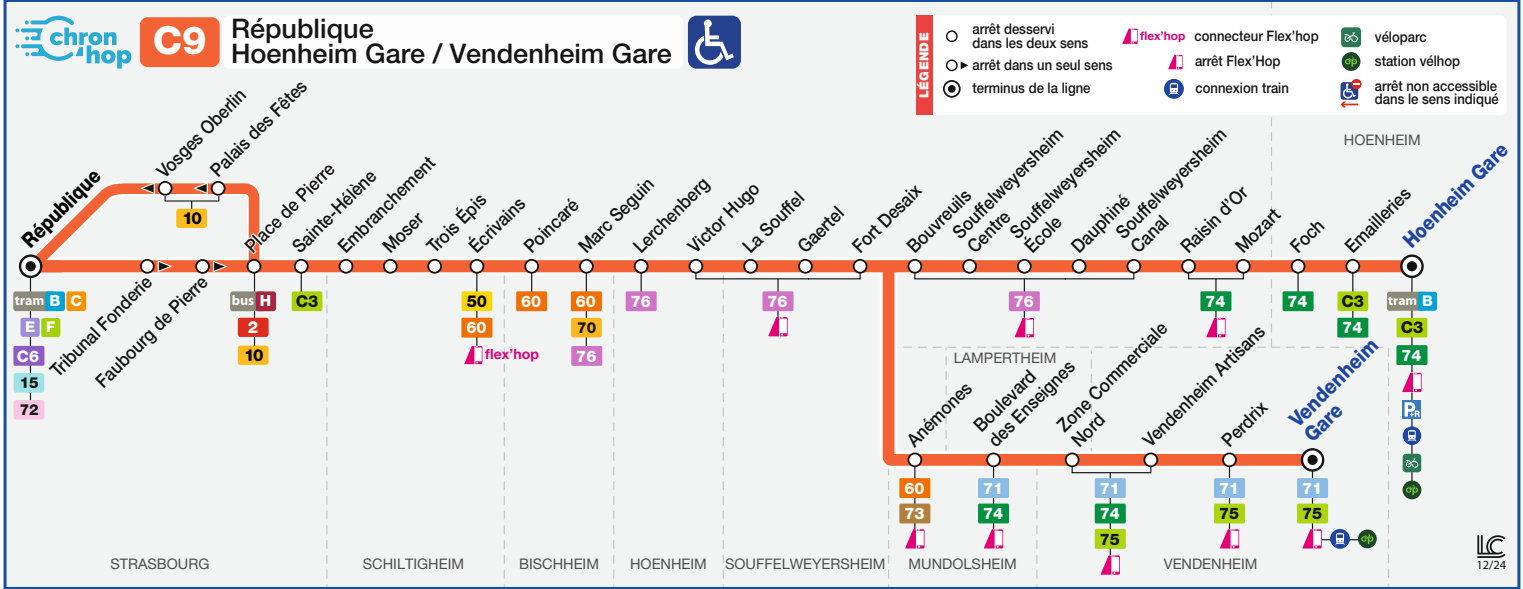 chron
hop
C9
République
Hoenheim Gare / Vendenheim Gare
LÉGENDE
arrêt desservi
dans les deux sens
arrêt dans un seul sens
terminus de la ligne
flex'hop
connecteur Flex'hop
arrêt Flex'Hop
connexion train
véloparc
station vélhop
arrêt non accessible
dans le sens indiqué
HOENHEIM
République
Vosges Oberlin
Palais des Fêtes
10
Tribunal Fonderie
Faubourg de Pierre
Place de Pierre
Sainte-Hélène
Embranchement
Moser
Trois Épis
Écrivains
Poincaré
Marc Seguin
Lerchenberg
Victor Hugo
La Souffel
Gaertel
Fort Desaix
Bouvreuils
Souffelweyersheim
Centre
Souffelweyersheim
École
Dauphiné
Souffelweyersheim
Canal
Raisin d'Or
Mozart
Foch
Emailleries
Hoenheim Gare
tram B C
E F
C6
15
72
bus H
2
10
C3
50
60
flex'hop
60
60
70
76
76
76
76
74
74
C3
74
tram B
C3
74
P+R
LAMPERTHEIM
Anémones
Boulevard
des Enseignes
Zone Commerciale
Nord
Vendenheim Artisans
Perdrix
Vendenheim
Gare
60
73
71
74
71
74
75
71
75
71
75
STRASBOURG
SCHILTIGHEIM
BISCHHEIM
HOENHEIM
SOUFFELWEYERSHEIM
MUNDOLSHEIM
VENDENHEIM
LC
12/24